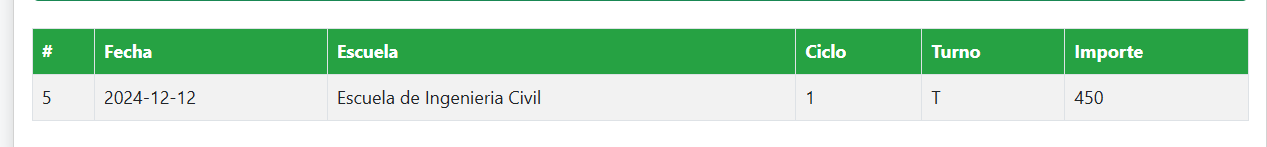 # Fecha Escuela Ciclo Turno Importe
5 2024-12-12 Escuela de Ingenieria Civil 1 T 450